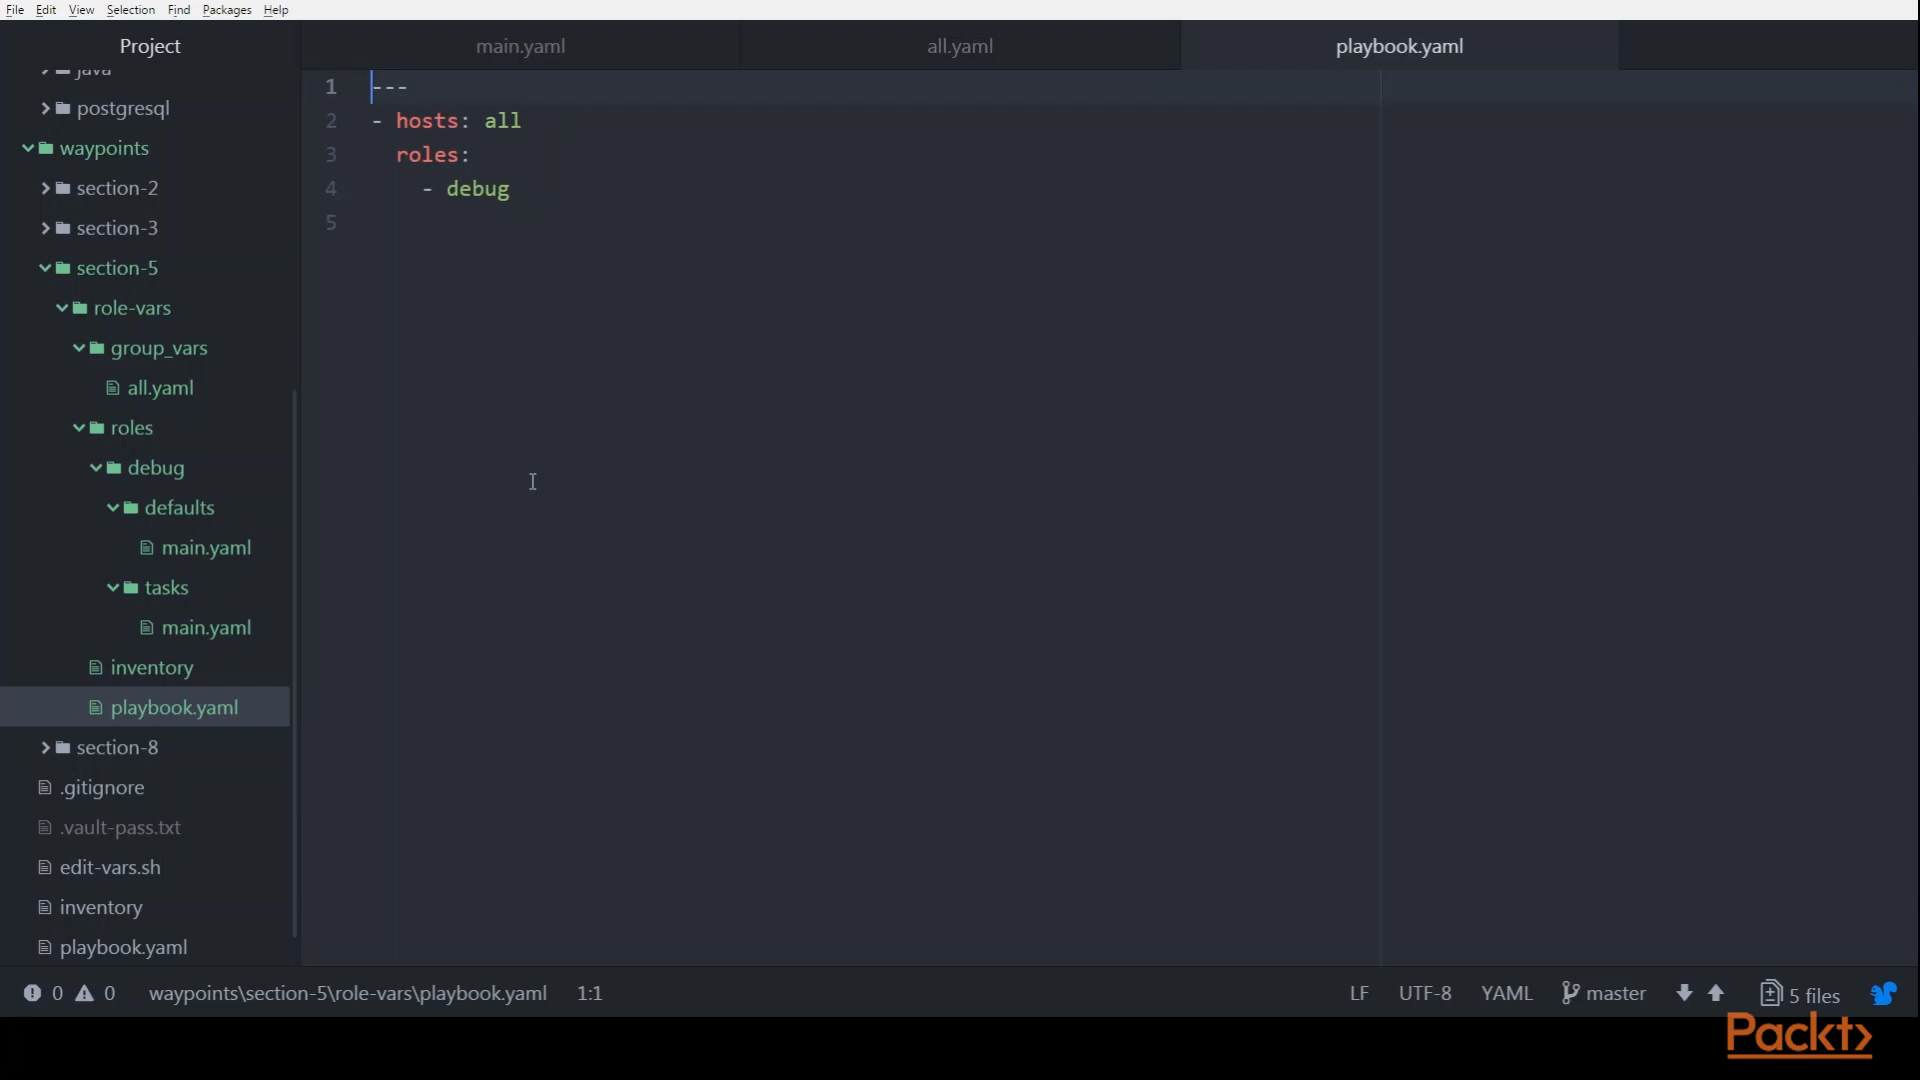 File Edit View Selection Find Packages Help
Project
main.yaml
all.yaml
playbook.yaml
java
postgresql
waypoints
section-2
section-3
section-5
role-vars
group_vars
all.yaml
roles
debug
defaults
main.yaml
tasks
main.yaml
inventory
playbook.yaml
section-8
.gitignore
.vault-pass.txt
edit-vars.sh
inventory
playbook.yaml
1 ---
2 - hosts: all
3 roles:
4 - debug
5
0 0 waypoints\section-5\role-vars\playbook.yaml 1:1 LF UTF-8 YAML master 5 files
Packt>